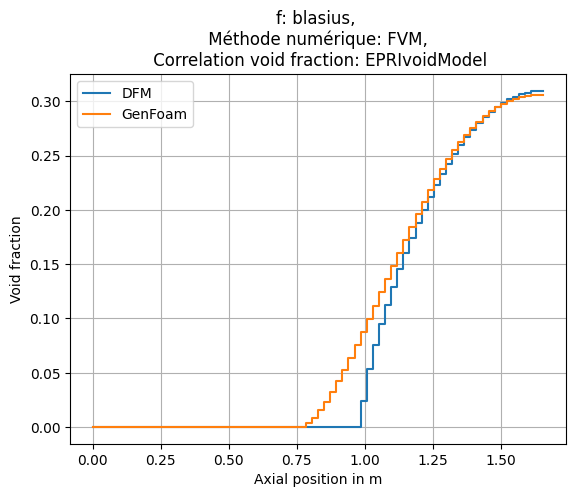 f: blasius,
Méthode numérique: FVM,
Correlation void fraction: EPRIvoidModel
DFM
GenFoam
Void fraction
0.30
0.25
0.20
0.15
0.10
0.05
0.00
0.00 0.25 0.50 0.75 1.00 1.25 1.50
Axial position in m